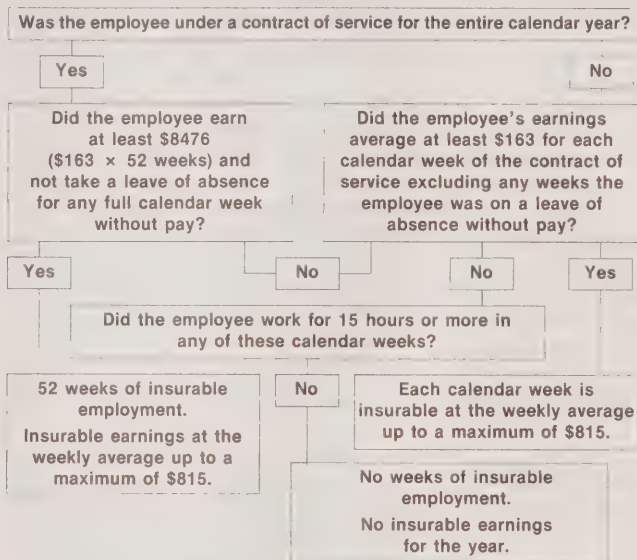 Was the employee under a contract of service for the entire calendar year?
Yes
No
Did the employee earn
at least $8476
($163 × 52 weeks) and
not take a leave of absence
for any full calendar week
without pay?
Did the employee's earnings
average at least $163 for each
calendar week of the contract of
service excluding any weeks the
employee was on a leave of
absence without pay?
Yes
No
No
Yes
Did the employee work for 15 hours or more in
any of these calendar weeks?
52 weeks of insurable
employment.
Insurable earnings at the
weekly average up to a
maximum of $815.
No
Each calendar week is
insurable at the weekly average
up to a maximum of $815.
No weeks of insurable
employment.
No insurable earnings
for the year.